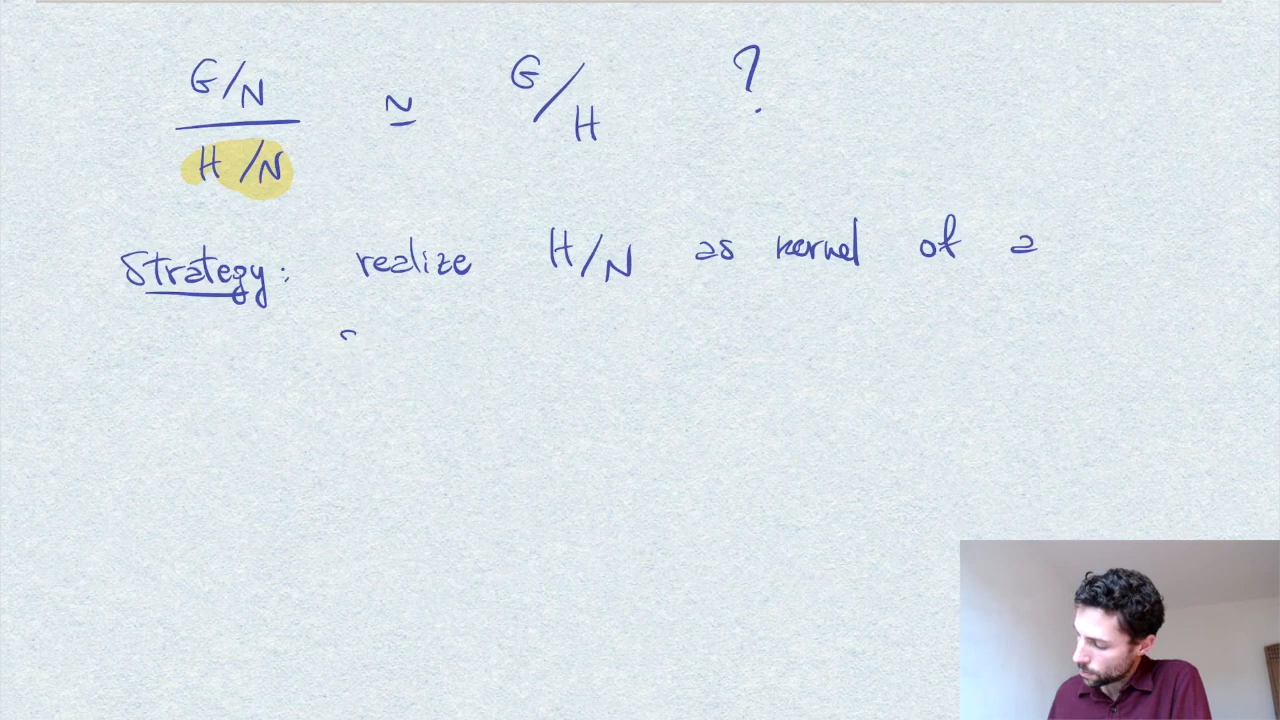 G/N ≃ G/H ?
H/N
Strategy: realize H/N as kernel of a